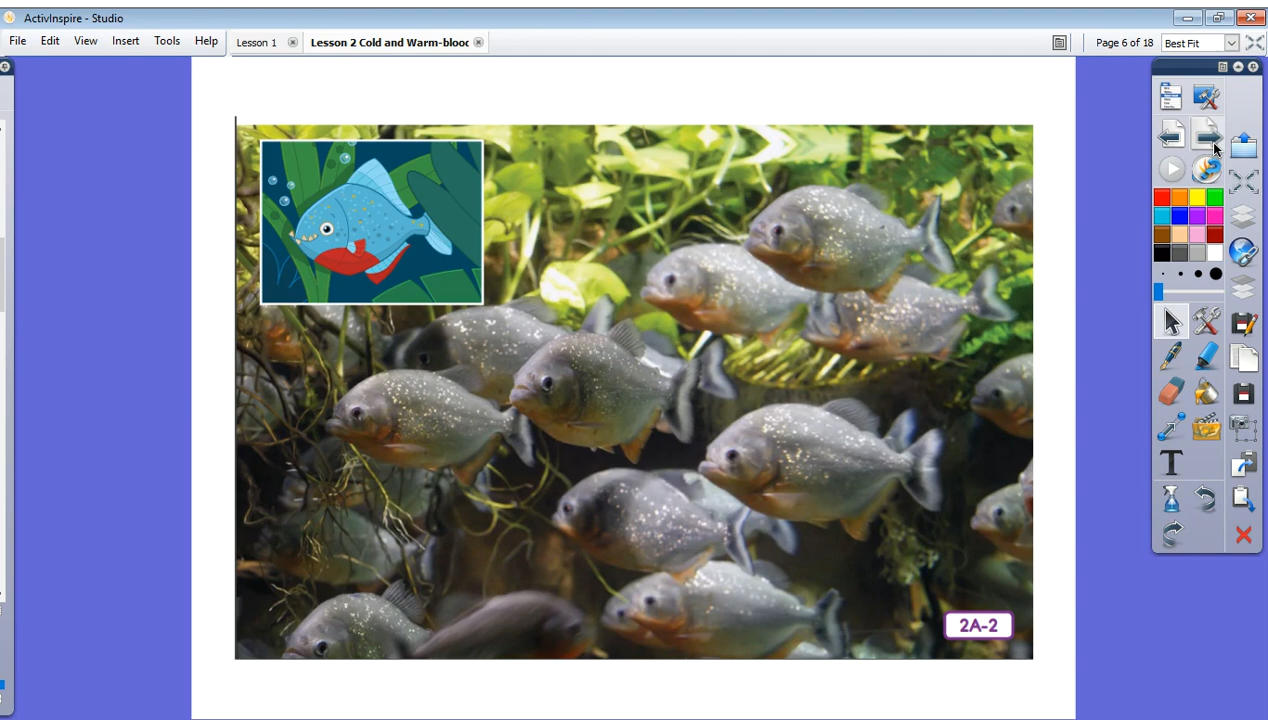 ActivInspire - Studio
File Edit View Insert Tools Help
Lesson 1
Lesson 2 Cold and Warm-blooc
Page 6 of 18
Best Fit
T
2A-2